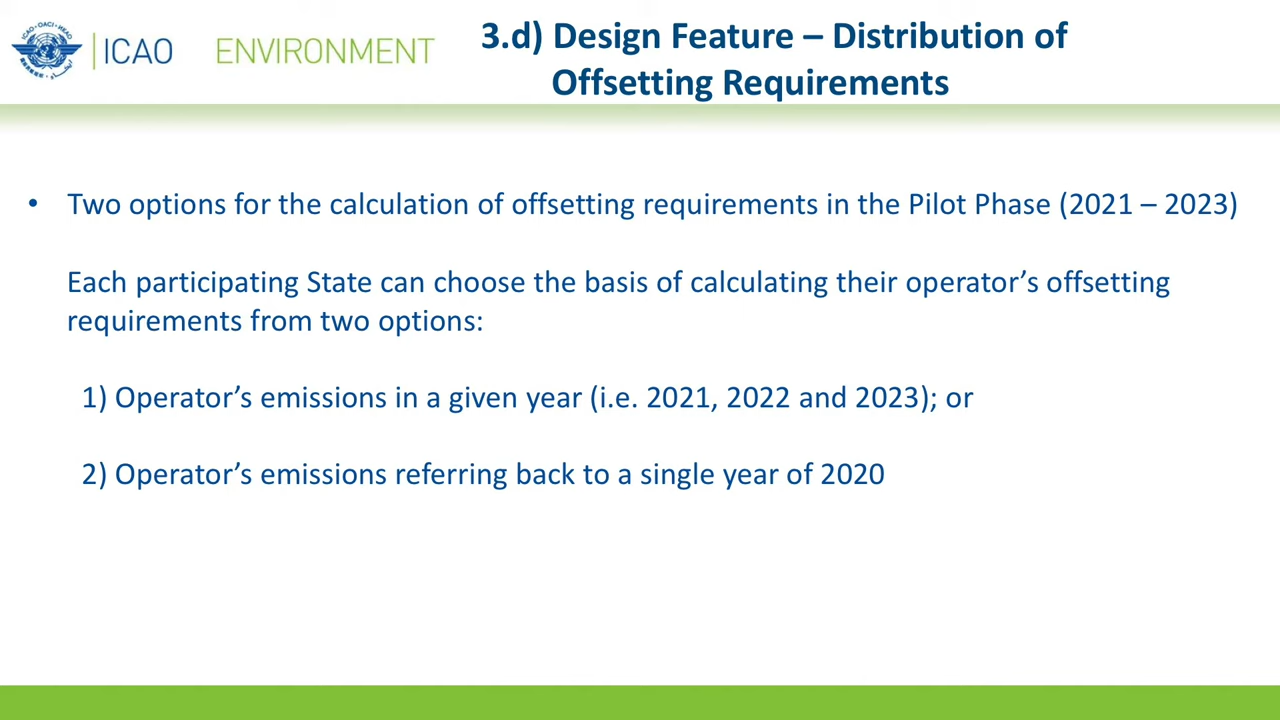 ICAO
ENVIRONMENT
3.d) Design Feature – Distribution of
Offsetting Requirements
• Two options for the calculation of offsetting requirements in the Pilot Phase (2021 – 2023)
Each participating State can choose the basis of calculating their operator’s offsetting
requirements from two options:
1) Operator’s emissions in a given year (i.e. 2021, 2022 and 2023); or
2) Operator’s emissions referring back to a single year of 2020